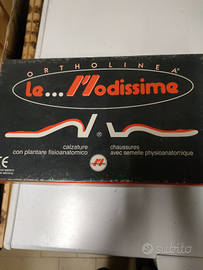 ORTHOLINEA
le...Modissime
®
calzature
con plantare fisioanatomico
chaussures
avec semelle physioanatomique
CE
subito